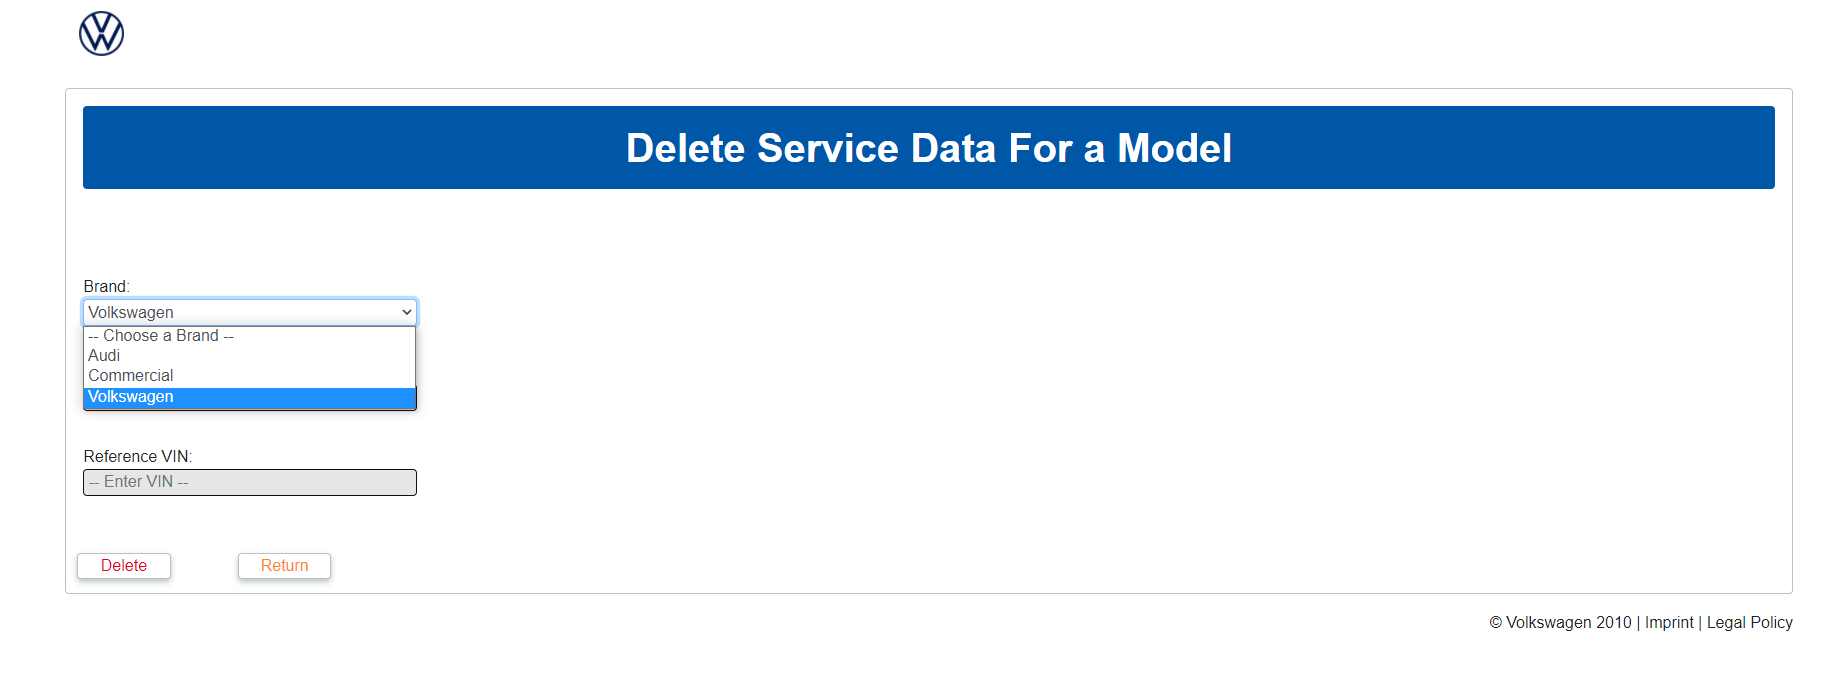 Delete Service Data For a Model
Brand:
Volkswagen
-- Choose a Brand --
Audi
Commercial
Volkswagen
Reference VIN:
-- Enter VIN --
Delete
Return
© Volkswagen 2010 | Imprint | Legal Policy